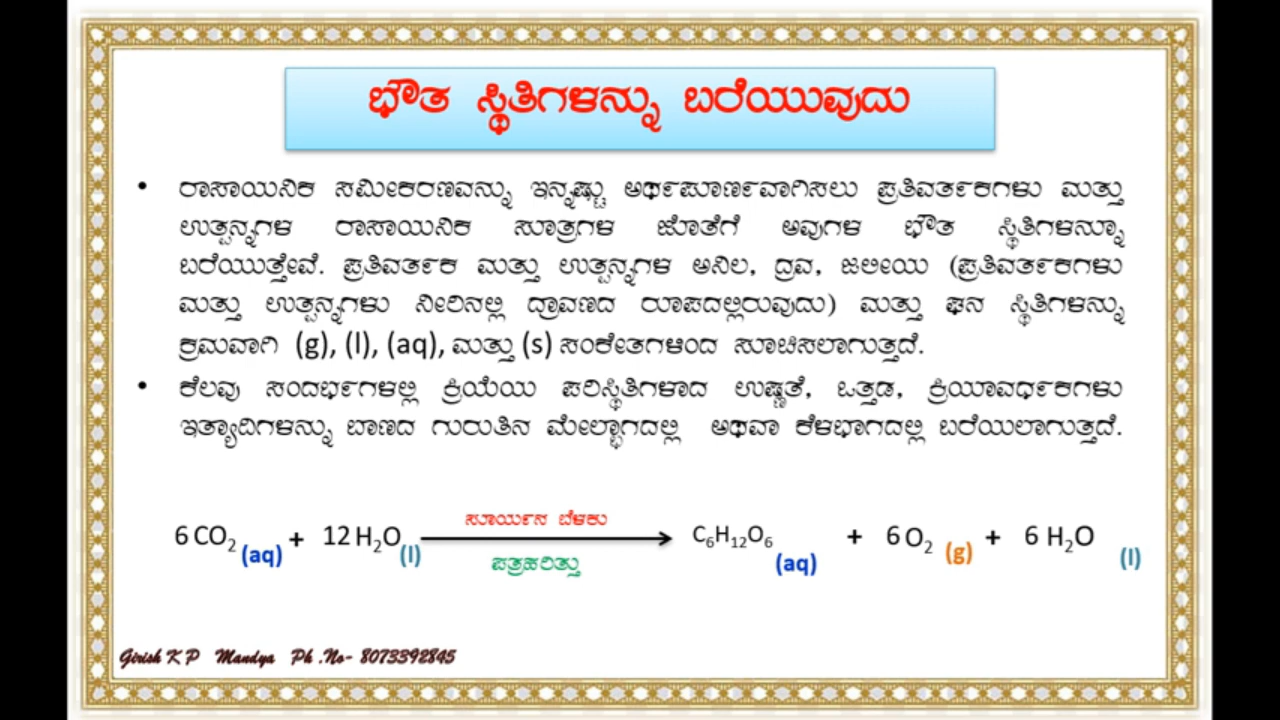 ಭೌತ ಸ್ಥಿತಿಗಳನ್ನು ಬರೆಯುವುದು
• ರಾಸಾಯನಿಕ ಸಮೀಕರಣವನ್ನು ಇನ್ನಷ್ಟು ಅರ್ಥಪೂರ್ಣವಾಗಿಸಲು ಪ್ರತಿವರ್ತಕಗಳು ಮತ್ತು
ಉತ್ಪನ್ನಗಳ ರಾಸಾಯನಿಕ ಸೂತ್ರಗಳ ಜೊತೆಗೆ ಅವುಗಳ ಭೌತ ಸ್ಥಿತಿಗಳನ್ನೂ
ಬರೆಯುತ್ತೇವೆ. ಪ್ರತಿವರ್ತಕ ಮತ್ತು ಉತ್ಪನ್ನಗಳ ಅನಿಲ, ದ್ರವ, ಜಲೀಯ (ಪ್ರತಿವರ್ತಕಗಳು
ಮತ್ತು ಉತ್ಪನ್ನಗಳು ನೀರಿನಲ್ಲಿ ದ್ರಾವಣದ ರೂಪದಲ್ಲಿರುವುದು) ಮತ್ತು ಘನ ಸ್ಥಿತಿಗಳನ್ನು
ಕ್ರಮವಾಗಿ (g), (l), (aq), ಮತ್ತು (s) ಸಂಕೇತಗಳಿಂದ ಸೂಚಿಸಲಾಗುತ್ತದೆ.
• ಕೆಲವು ಸಂದರ್ಭಗಳಲ್ಲಿ ಕ್ರಿಯೆಯ ಪರಿಸ್ಥಿತಿಗಳಾದ ಉಷ್ಣತೆ, ಒತ್ತಡ, ಕ್ರಿಯಾವರ್ಧಕಗಳು
ಇತ್ಯಾದಿಗಳನ್ನು ಬಾಣದ ಗುರುತಿನ ಮೇಲ್ಭಾಗದಲ್ಲಿ ಅಥವಾ ಕೆಳಭಾಗದಲ್ಲಿ ಬರೆಯಲಾಗುತ್ತದೆ.
ಸೂರ್ಯನ ಬೆಳಕು
6 CO₂ (aq) + 12 H₂O (l) → C₆H₁₂O₆ (aq) + 6 O₂ (g) + 6 H₂O (l)
ಪತ್ರಹರಿತ್ತು
Girish K P Mandya Ph .No- 8073392845